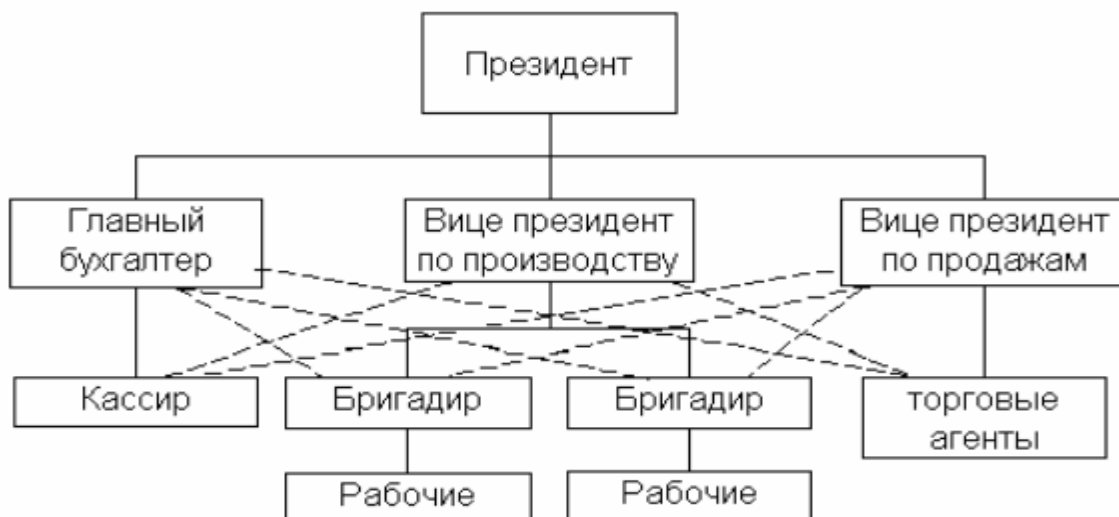 Президент
Главный
бухгалтер
Вице президент
по производству
Вице президент
по продажам
Кассир
Бригадир
Бригадир
торговые
агенты
Рабочие
Рабочие